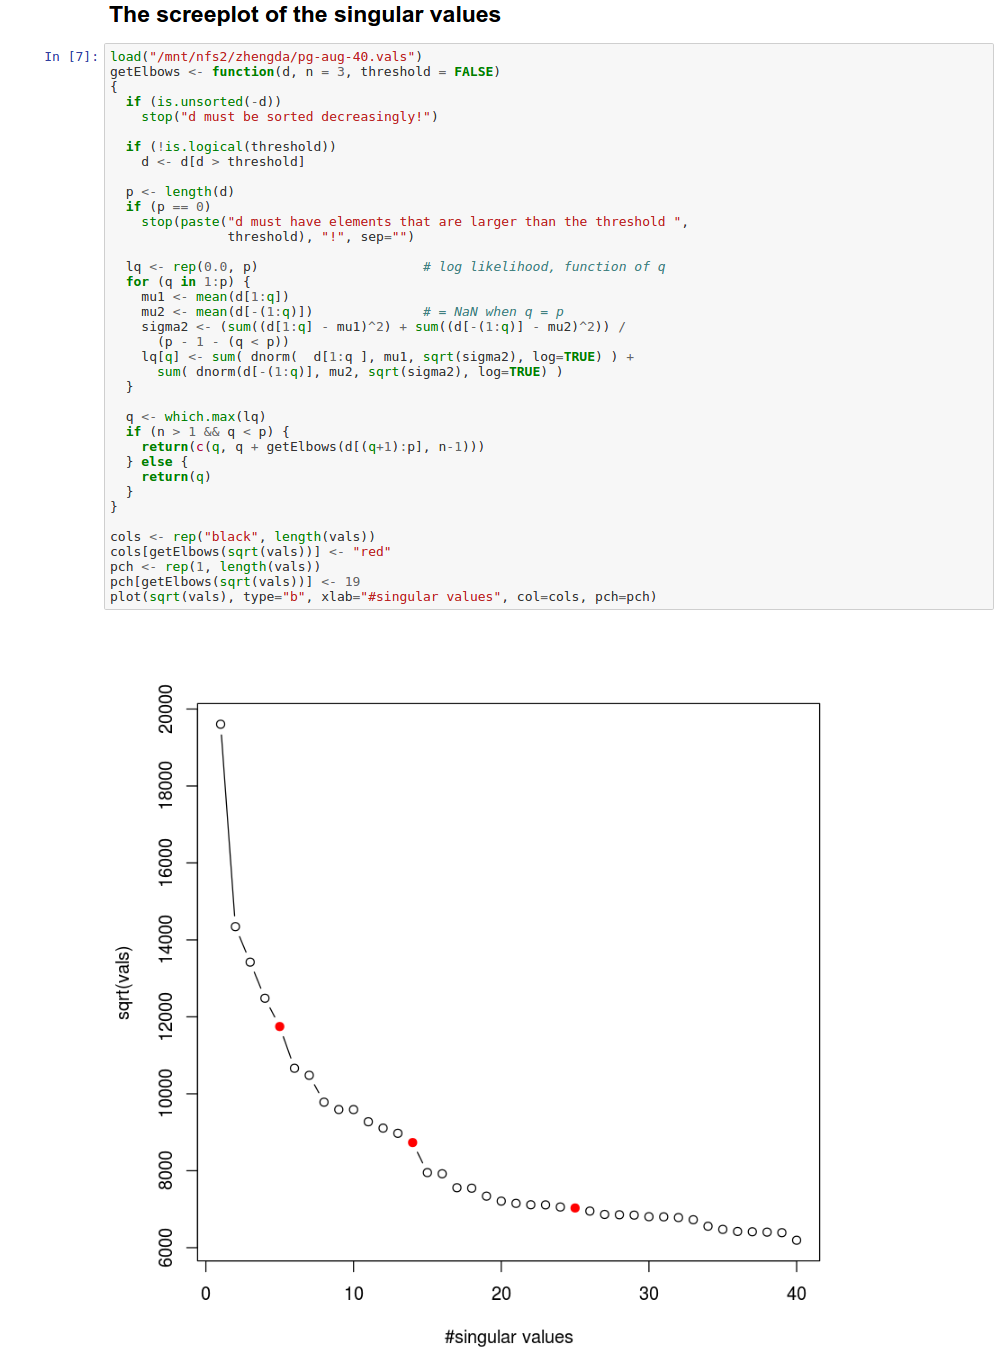 The screeplot of the singular values
In [7]: load("/mnt/nfs2/zhengda/pg-aug-40.vals")
getElbows <- function(d, n = 3, threshold = FALSE)
{
  if (is.unsorted(-d))
    stop("d must be sorted decreasingly!")

  if (!is.logical(threshold))
    d <- d[d > threshold]

  p <- length(d)
  if (p == 0)
    stop(paste("d must have elements that are larger than the threshold ",
               threshold), "!", sep="")

  lq <- rep(0.0, p)                     # log likelihood, function of q
  for (q in 1:p) {
    mu1 <- mean(d[1:q])
    mu2 <- mean(d[-(1:q)])              # = NaN when q = p
    sigma2 <- (sum((d[1:q] - mu1)^2) + sum((d[-(1:q)] - mu2)^2)) /
      (p - 1 - (q < p))
    lq[q] <- sum( dnorm(  d[1:q ], mu1, sqrt(sigma2), log=TRUE) ) +
      sum( dnorm(d[-(1:q)], mu2, sqrt(sigma2), log=TRUE) )
  }

  q <- which.max(lq)
  if (n > 1 && q < p) {
    return(c(q, q + getElbows(d[(q+1):p], n-1)))
  } else {
    return(q)
  }
}

cols <- rep("black", length(vals))
cols[getElbows(sqrt(vals))] <- "red"
pch <- rep(1, length(vals))
pch[getElbows(sqrt(vals))] <- 19
plot(sqrt(vals), type="b", xlab="#singular values", col=cols, pch=pch)
20000
18000
16000
14000
12000
10000
8000
6000
sqrt(vals)
0 10 20 30 40
#singular values